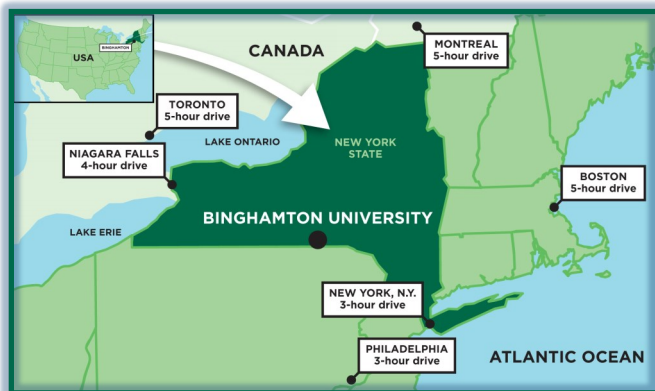 BINGHAMTON
USA
CANADA
MONTREAL
5-hour drive
TORONTO
5-hour drive
LAKE ONTARIO
NEW YORK
STATE
NIAGARA FALLS
4-hour drive
BOSTON
5-hour drive
BINGHAMTON UNIVERSITY
LAKE ERIE
NEW YORK, N.Y.
3-hour drive
PHILADELPHIA
3-hour drive
ATLANTIC OCEAN